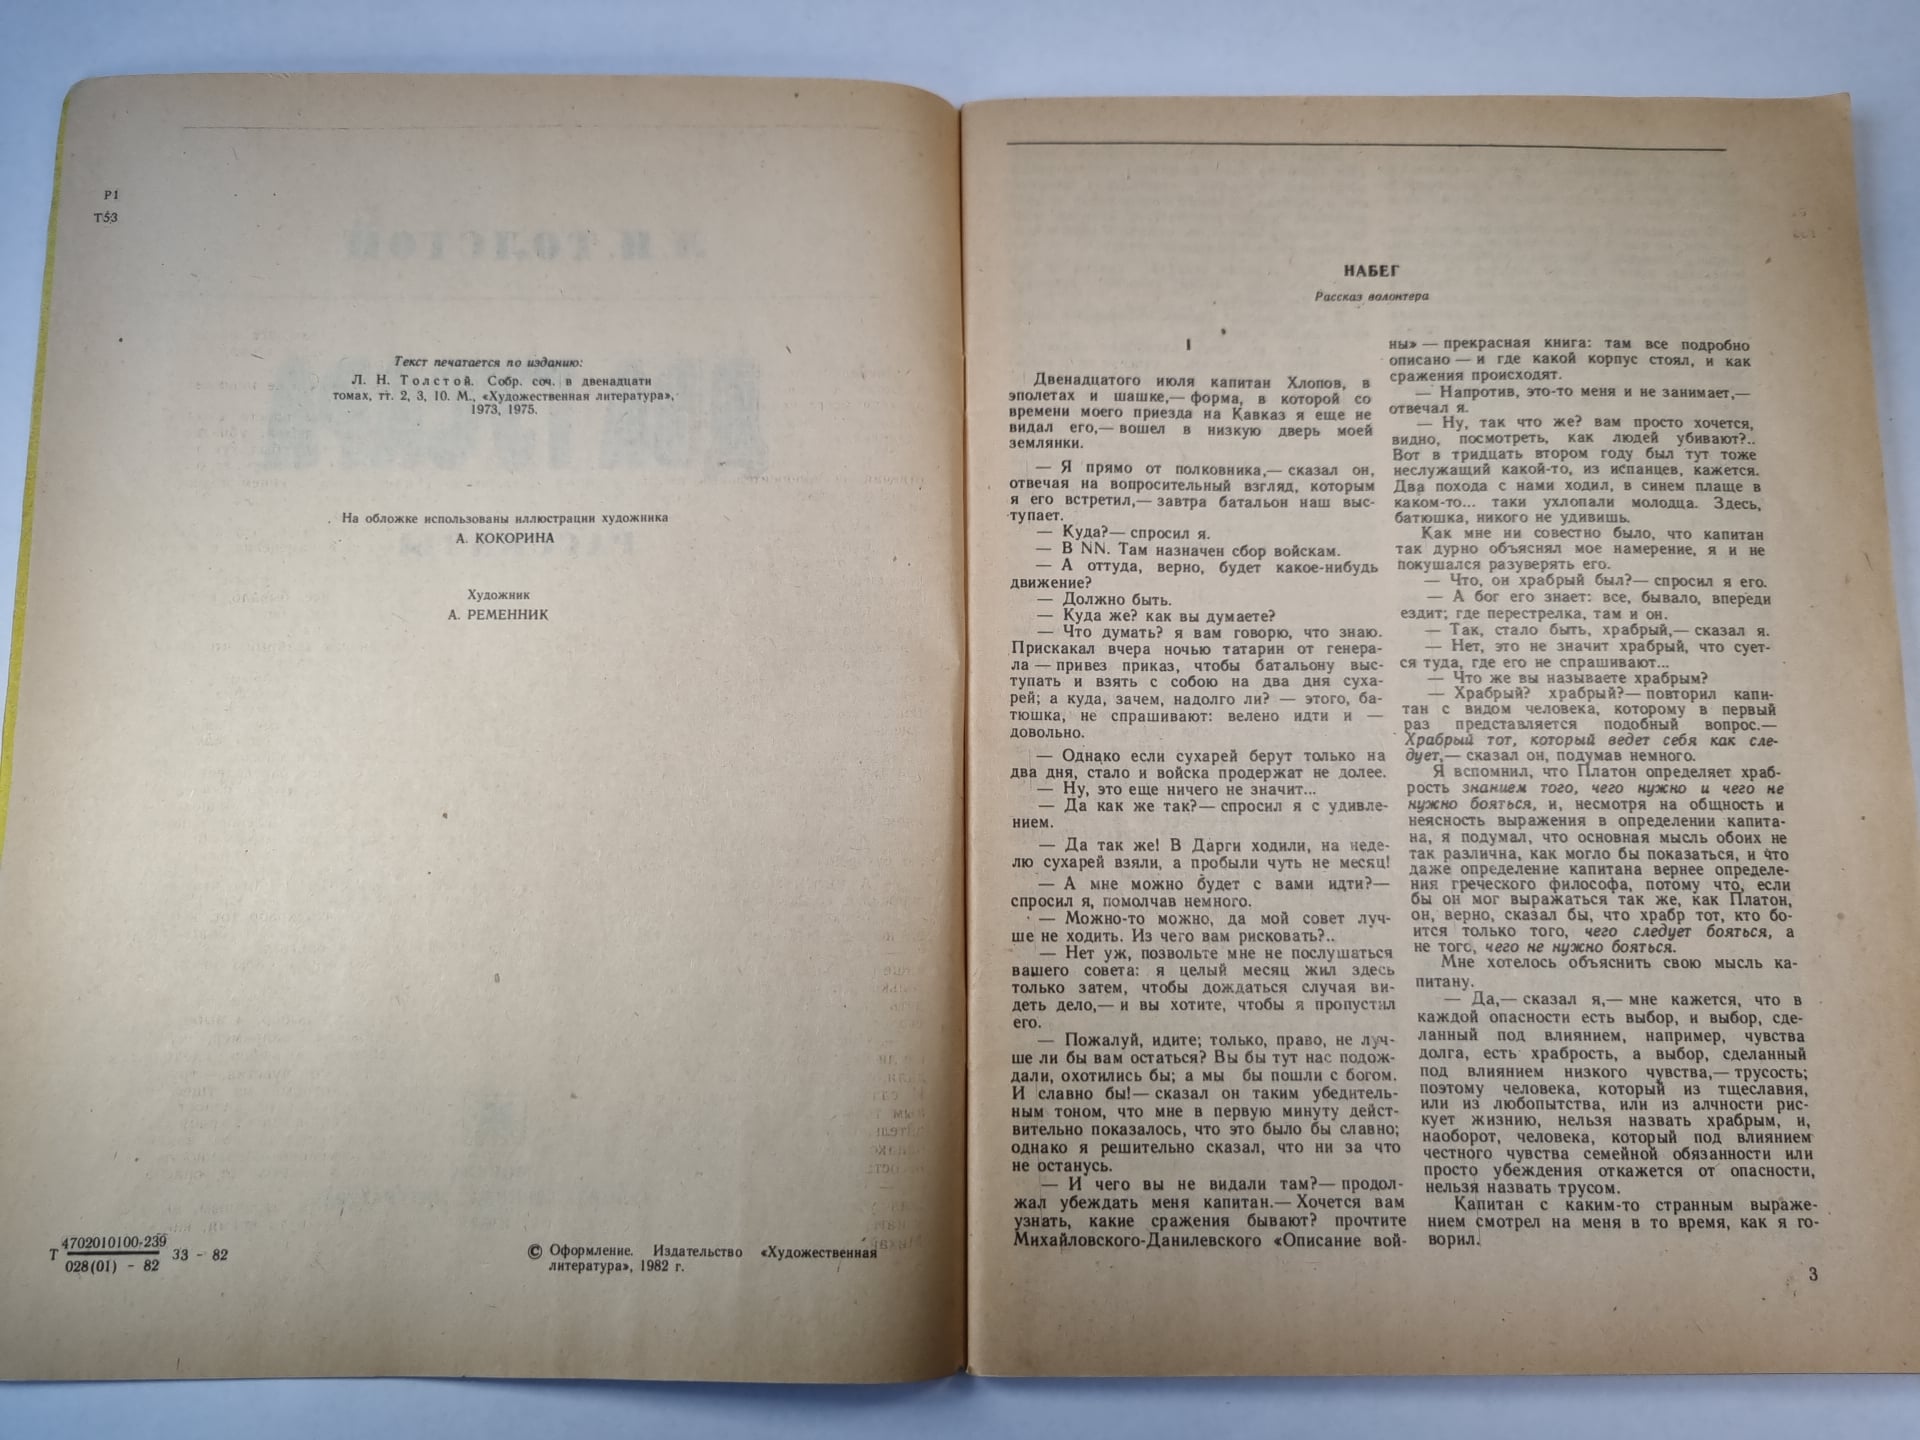 Р1
Т53
Текст печатается по изданию:
Л. Н. Толстой. Собр. соч. в двенадцати
томах, тт. 2, 3, 10. М., «Художественная литература»,
1973, 1975.
На обложке использованы иллюстрации художника
А. КОКОРИНА
Художник
А. РЕМЕННИК
Т 4702010100-239 33 - 82
028(01) - 82
© Оформление. Издательство «Художественная
литература», 1982 г.
НАБЕГ
Рассказ волонтера
I
Двенадцатого июля капитан Хлопов, в
эполетах и шашке,— форма, в которой со
времени моего приезда на Кавказ я еще не
видал его,— вошел в низкую дверь моей
землянки.
— Я прямо от полковника,— сказал он,
отвечая на вопросительный взгляд, которым
я его встретил,— завтра батальон наш выс-
тупает.
— Куда?— спросил я.
— В NN. Там назначен сбор войскам.
— А оттуда, верно, будет какое-нибудь
движение?
— Должно быть.
— Куда же? как вы думаете?
— Что думать? я вам говорю, что знаю.
Прискакал вчера ночью татарин от генера-
ла — привез приказ, чтобы батальону выс-
тупать и взять с собою на два дня суха-
рей; а куда, зачем, надолго ли? — этого, ба-
тюшка, не спрашивают: велено идти и —
довольно.
— Однако если сухарей берут только на
два дня, стало и войска продержат не долее.
— Ну, это еще ничего не значит...
— Да как же так?— спросил я с удивле-
нием.
— Да так же! В Дарги ходили, на неде-
лю сухарей взяли, а пробыли чуть не месяц!
— А мне можно будет с вами идти?—
спросил я, помолчав немного.
— Можно-то можно, да мой совет луч-
ше не ходить. Из чего вам рисковать?..
— Нет уж, позвольте мне не послушаться
вашего совета: я целый месяц жил здесь
только затем, чтобы дождаться случая ви-
деть дело,— и вы хотите, чтобы я пропустил
его.
— Пожалуй, идите; только, право, не луч-
ше ли бы вам остаться? Вы бы тут нас подож-
дали, охотились бы; а мы бы пошли с богом.
И славно бы!— сказал он таким убедитель-
ным тоном, что мне в первую минуту дейст-
вительно показалось, что это было бы славно;
однако я решительно сказал, что ни за что
не останусь.
— И чего вы не видали там?— продол-
жал убеждать меня капитан.— Хочется вам
узнать, какие сражения бывают? прочтите
Михайловского-Данилевского «Описание вой-
ны» — прекрасная книга: там все подробно
описано — и где какой корпус стоял, и как
сражения происходят.
— Напротив, это-то меня и не занимает,—
отвечал я.
— Ну, так что же? вам просто хочется,
видно, посмотреть, как людей убивают?..
Вот в тридцать втором году был тут тоже
неслужащий какой-то, из испанцев, кажется.
Два похода с нами ходил, в синем плаще в
каком-то... таки ухлопали молодца. Здесь,
батюшка, никого не удивишь.
Как мне ни совестно было, что капитан
так дурно объяснял мое намерение, я и не
покушался разуверять его.
— Что, он храбрый был?— спросил я его.
— А бог его знает: все, бывало, впереди
ездит; где перестрелка, там и он.
— Так, стало быть, храбрый,— сказал я.
— Нет, это не значит храбрый, что сует-
ся туда, где его не спрашивают...
— Что же вы называете храбрым?
— Храбрый? храбрый?— повторил капи-
тан с видом человека, которому в первый
раз представляется подобный вопрос.—
Храбрый тот, который ведет себя как сле-
дует,— сказал он, подумав немного.
Я вспомнил, что Платон определяет храб-
рость знанием того, чего нужно и чего не
нужно бояться, и, несмотря на общность и
неясность выражения в определении капита-
на, я подумал, что основная мысль обоих не
так различна, как могло бы показаться, и что
даже определение капитана вернее определе-
ния греческого философа, потому что, если
бы он мог выражаться так же, как Платон,
он, верно, сказал бы, что храбр тот, кто бо-
ится только того, чего следует бояться, а
не того, чего не нужно бояться.
Мне хотелось объяснить свою мысль ка-
питану.
— Да,— сказал я,— мне кажется, что в
каждой опасности есть выбор, и выбор, сде-
ланный под влиянием, например, чувства
долга, есть храбрость, а выбор, сделанный
под влиянием низкого чувства,— трусость;
поэтому человека, который из тщеславия,
или из любопытства, или из алчности рис-
кует жизнию, нельзя назвать храбрым, и,
наоборот, человека, который под влиянием
честного чувства семейной обязанности или
просто убеждения откажется от опасности,
нельзя назвать трусом.
Капитан с каким-то странным выраже-
нием смотрел на меня в то время, как я го-
ворил.
3